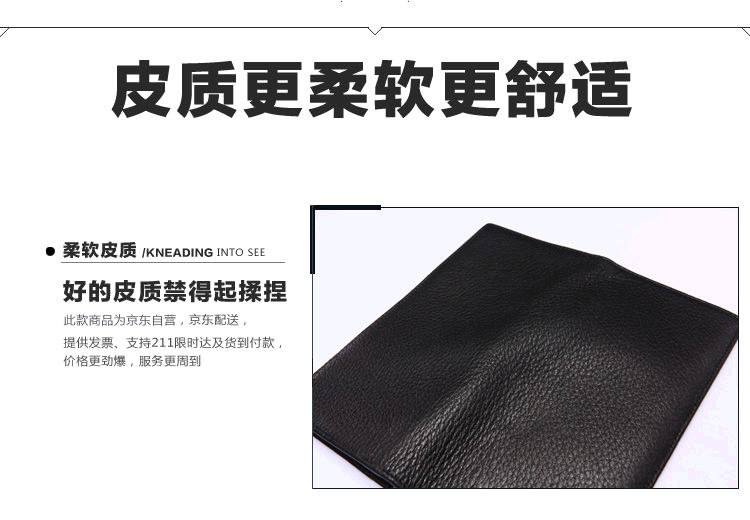 皮质更柔软更舒适
柔软皮质 /KNEADING INTO SEE
好的皮质禁得起揉捏
此款商品为京东自营，京东配送，
提供发票、支持211限时达及货到付款，
价格更劲爆，服务更周到